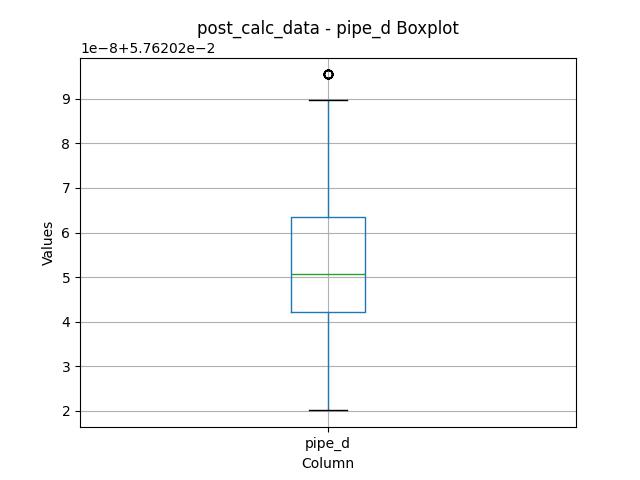 post_calc_data - pipe_d Boxplot
1e−8+5.76202e−2
9
8
7
6
5
4
3
2
Values
pipe_d
Column